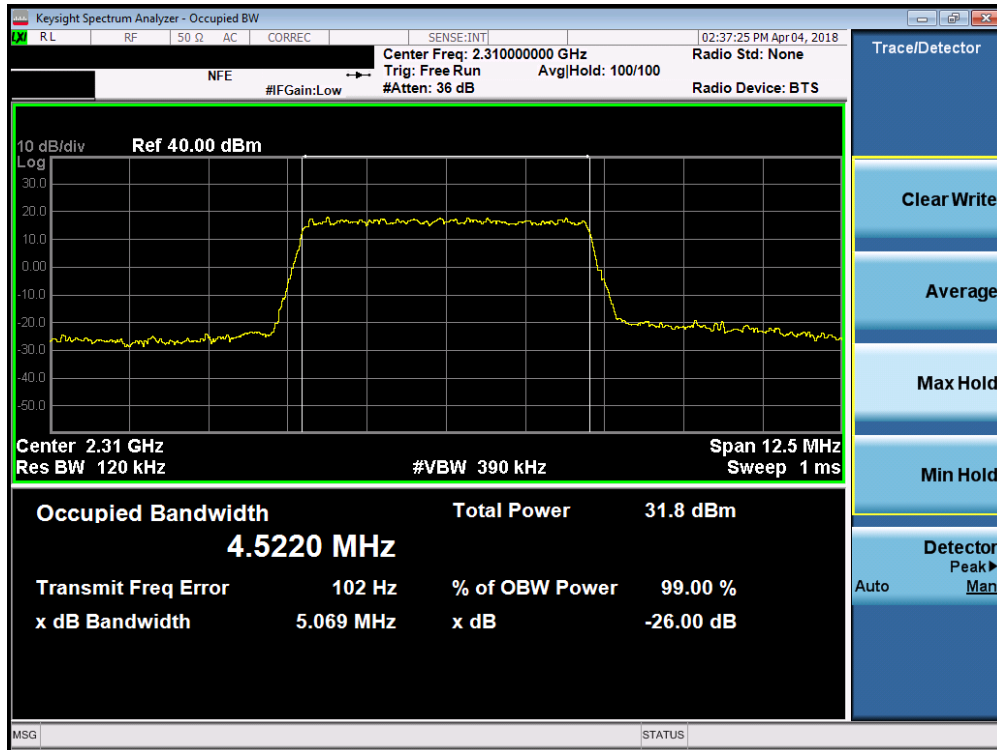 Keysight Spectrum Analyzer - Occupied BW
LXI RL RF 50 Ω AC CORREC SENSE:INT 02:37:25 PM Apr 04, 2018
Center Freq: 2.310000000 GHz Radio Std: None
NFE Trig: Free Run Avg|Hold: 100/100
#IFGain:Low #Atten: 36 dB Radio Device: BTS
Trace/Detector
10 dB/div Ref 40.00 dBm
Log
30.0
20.0
10.0
0.00
-10.0
-20.0
-30.0
-40.0
-50.0
Center 2.31 GHz Span 12.5 MHz
Res BW 120 kHz #VBW 390 kHz Sweep 1 ms
Occupied Bandwidth Total Power 31.8 dBm
4.5220 MHz
Transmit Freq Error 102 Hz % of OBW Power 99.00 %
x dB Bandwidth 5.069 MHz x dB -26.00 dB
Clear Write
Average
Max Hold
Min Hold
Detector
Peak▶
Auto Man
MSG STATUS